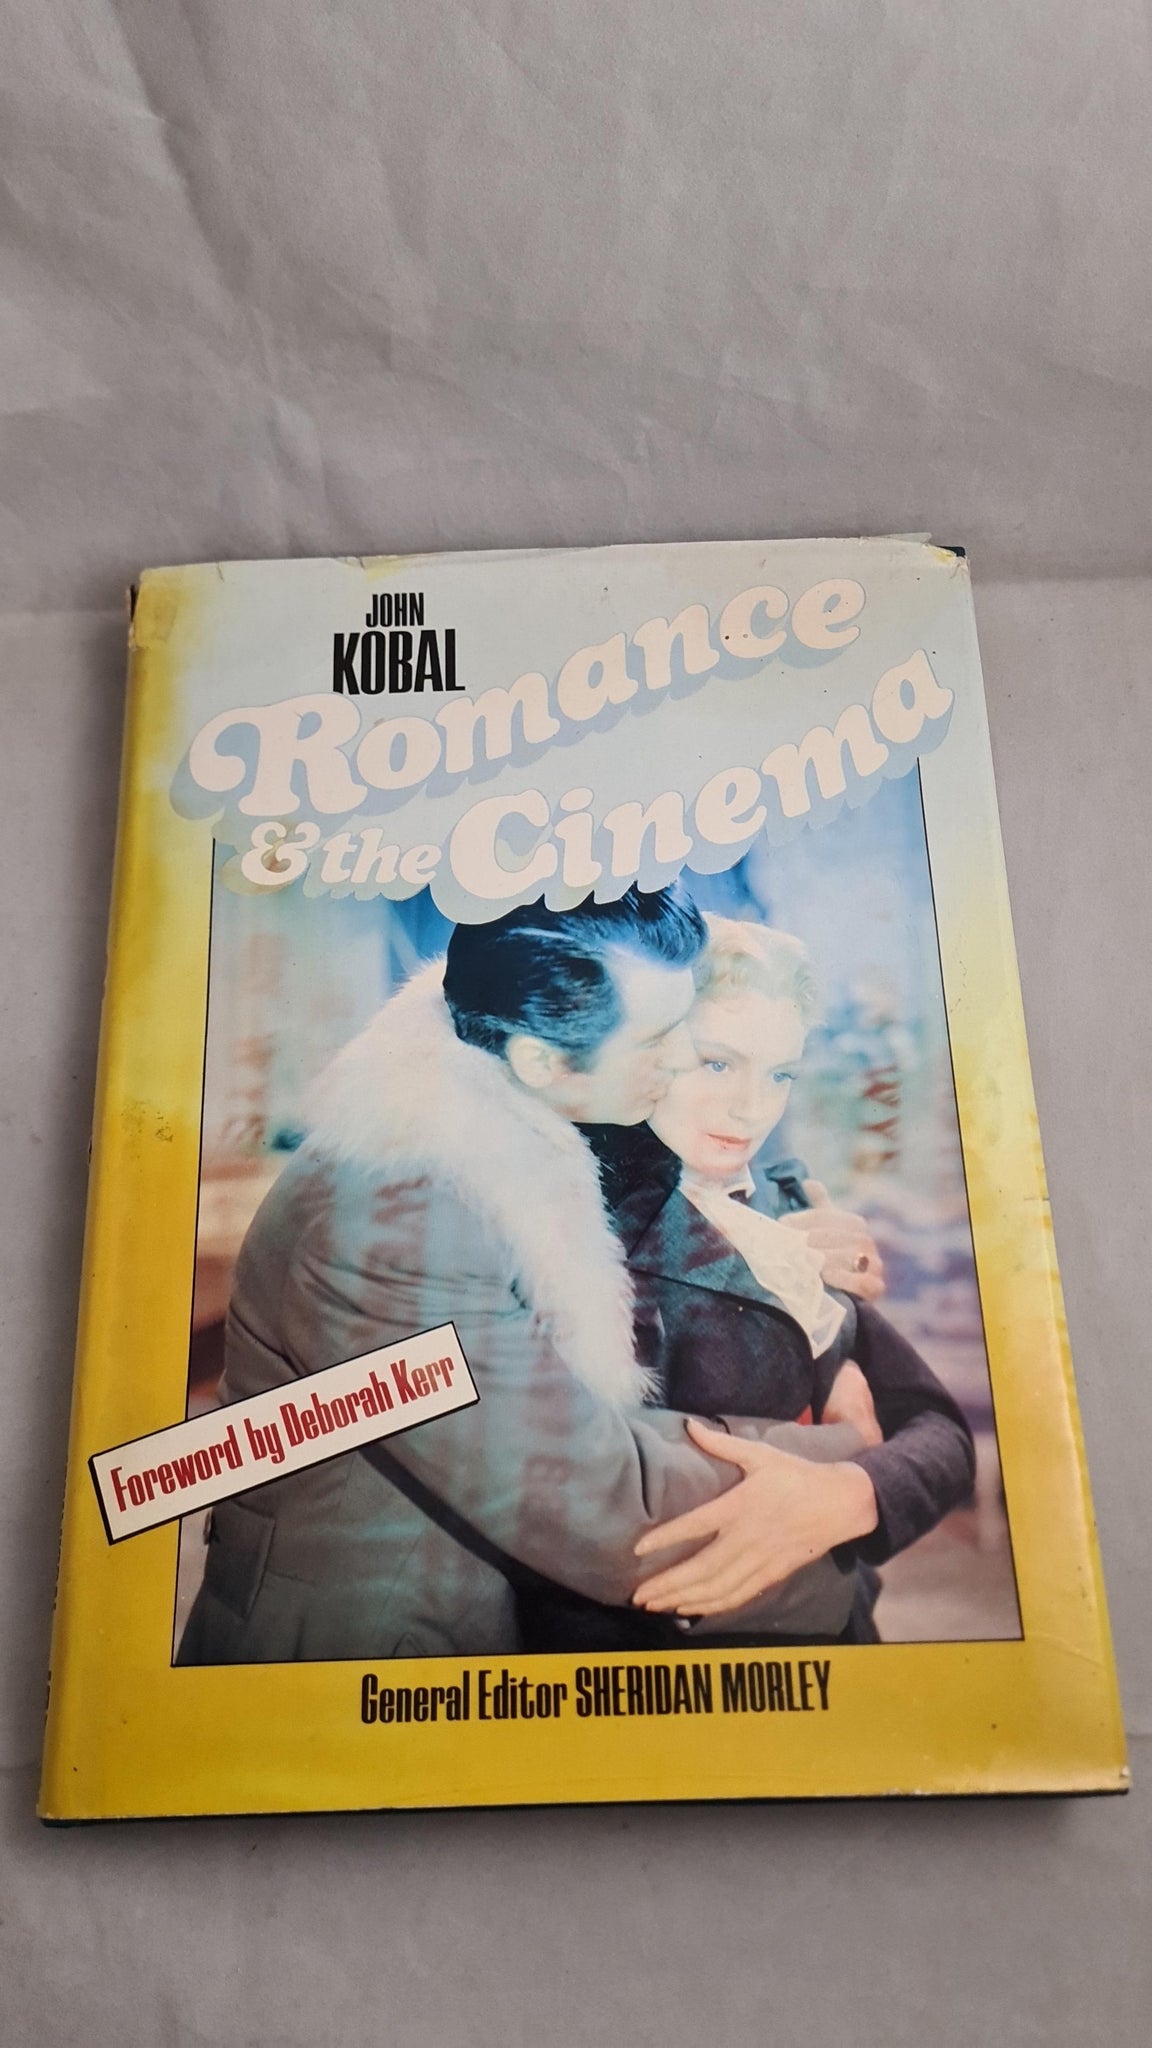 JOHN
KOBAL
Romance
& the Cinema
Foreword by Deborah Kerr
General Editor SHERIDAN MORLEY